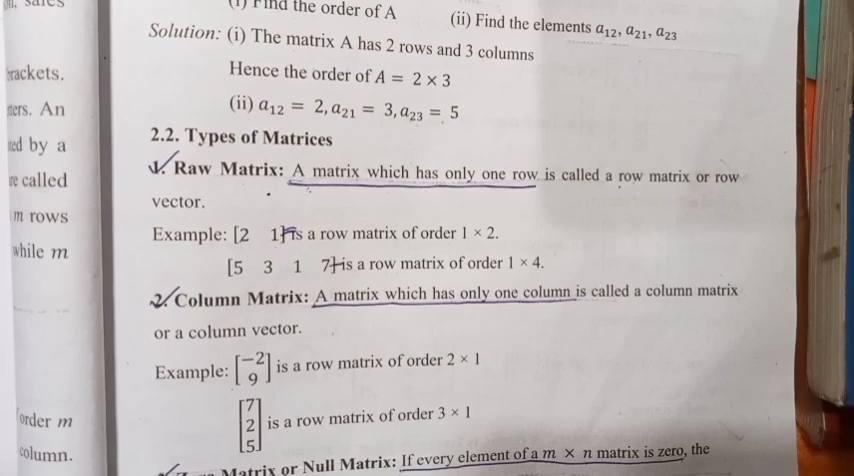 (i) Find the order of A (ii) Find the elements a₁₂, a₂₁, a₂₃
Solution: (i) The matrix A has 2 rows and 3 columns
Hence the order of A = 2 × 3
(ii) a₁₂ = 2, a₂₁ = 3, a₂₃ = 5
2.2. Types of Matrices
1. Raw Matrix: A matrix which has only one row is called a row matrix or row
vector.
Example: [2 1] is a row matrix of order 1 × 2.
[5 3 1 7] is a row matrix of order 1 × 4.
2. Column Matrix: A matrix which has only one column is called a column matrix
or a column vector.
Example: [−2
9] is a row matrix of order 2 × 1
[7
2
5] is a row matrix of order 3 × 1
Matrix or Null Matrix: If every element of a m × n matrix is zero, the
brackets.
An
by a
called
m rows
while m
order m
column.